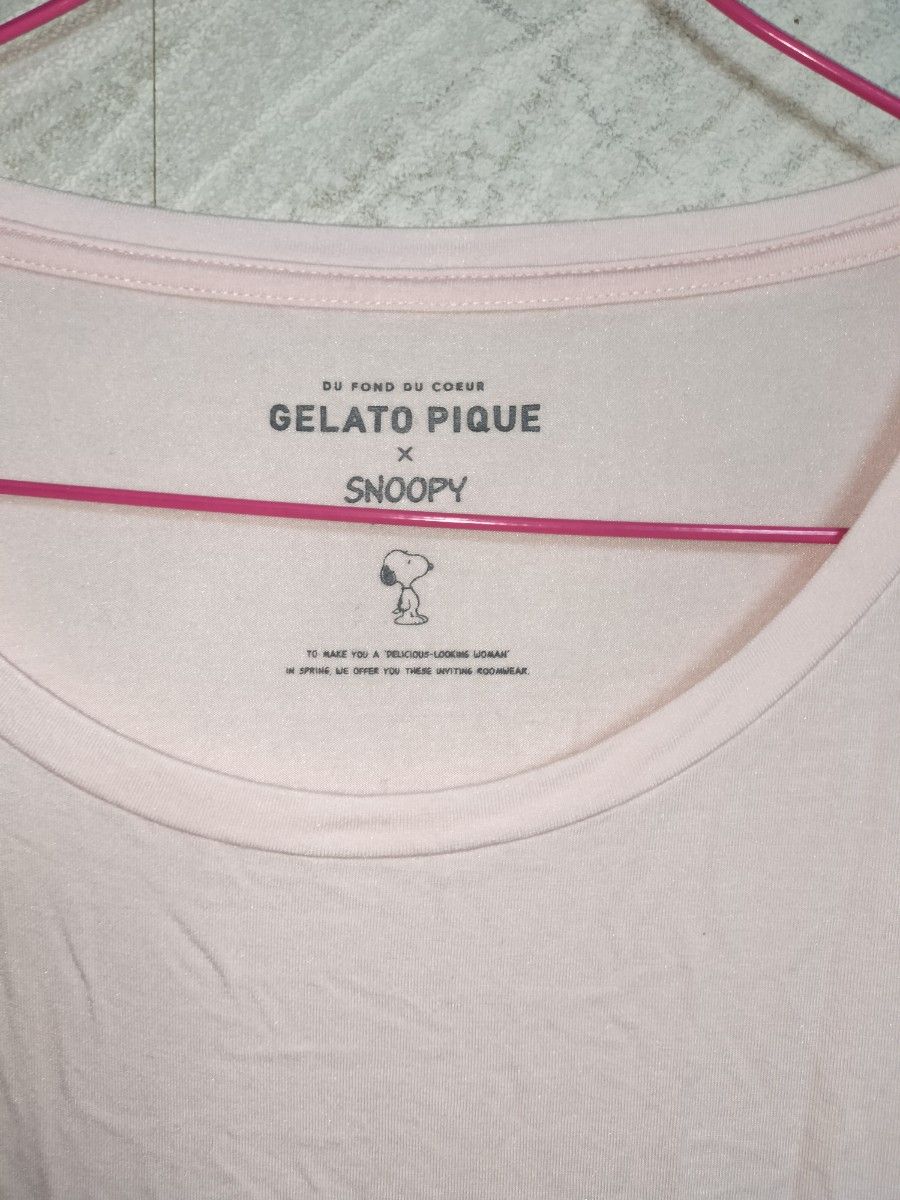 DU FOND DU COEUR
GELATO PIQUE
×
SNOOPY
TO MAKE YOU A "DELICIOUS-LOOKING WOMAN"
IN SPRING, WE OFFER YOU THESE INVITING ROOMWEAR.